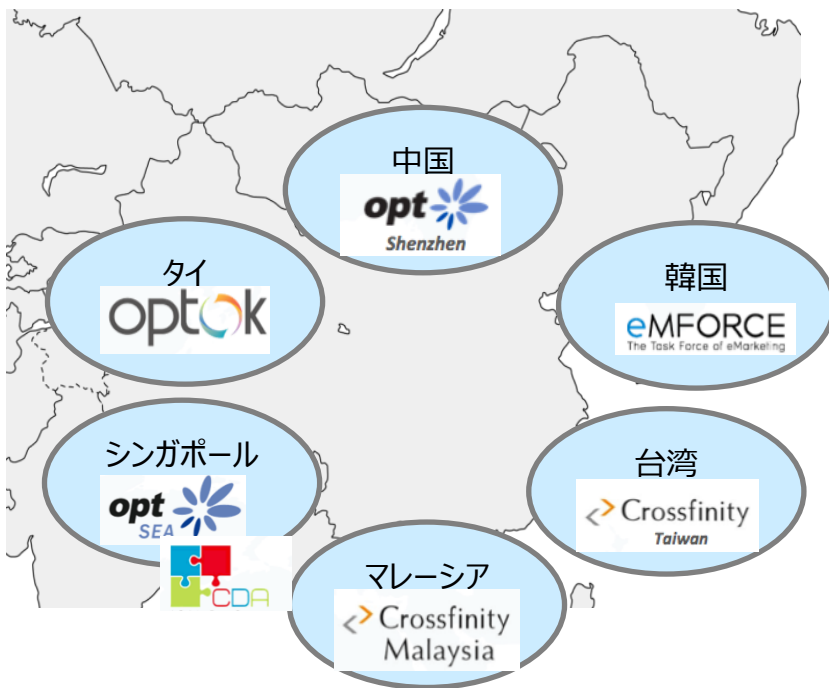 中国
opt
Shenzhen
タイ
optok
韓国
eMFORCE
The Task Force of eMarketing
シンガポール
opt
SEA
CDA
台湾
Crossfinity
Taiwan
マレーシア
Crossfinity
Malaysia